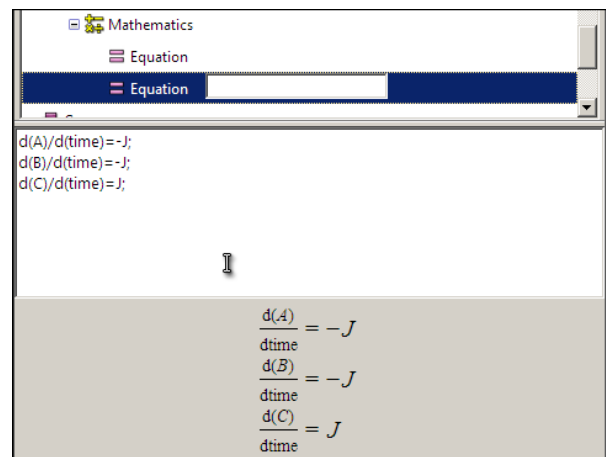 Mathematics
Equation
Equation
d(A)/d(time)=-J;
d(B)/d(time)=-J;
d(C)/d(time)=J;
d(A)/dtime = −J
d(B)/dtime = −J
d(C)/dtime = J